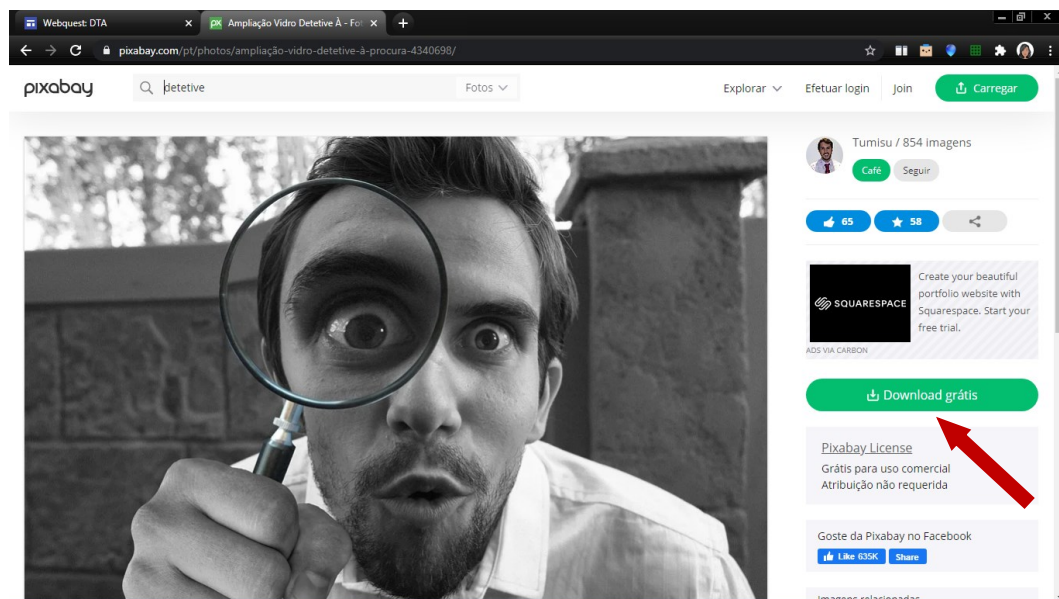 Webquest: DTA
Ampliação Vidro Detetive À - Fot
pixabay.com/pt/photos/ampliação-vidro-detetive-à-procura-4340698/
pixabay
detetive
Fotos
Explorar
Efetuar login
Join
Carregar
Tumisu / 854 imagens
Café
Seguir
65
58
SQUARESPACE
Create your beautiful
portfolio website with
Squarespace. Start your
free trial.
ADS VIA CARBON
Download grátis
Pixabay License
Grátis para uso comercial
Atribuição não requerida
Goste da Pixabay no Facebook
Like 635K
Share
Imagens relacionadas